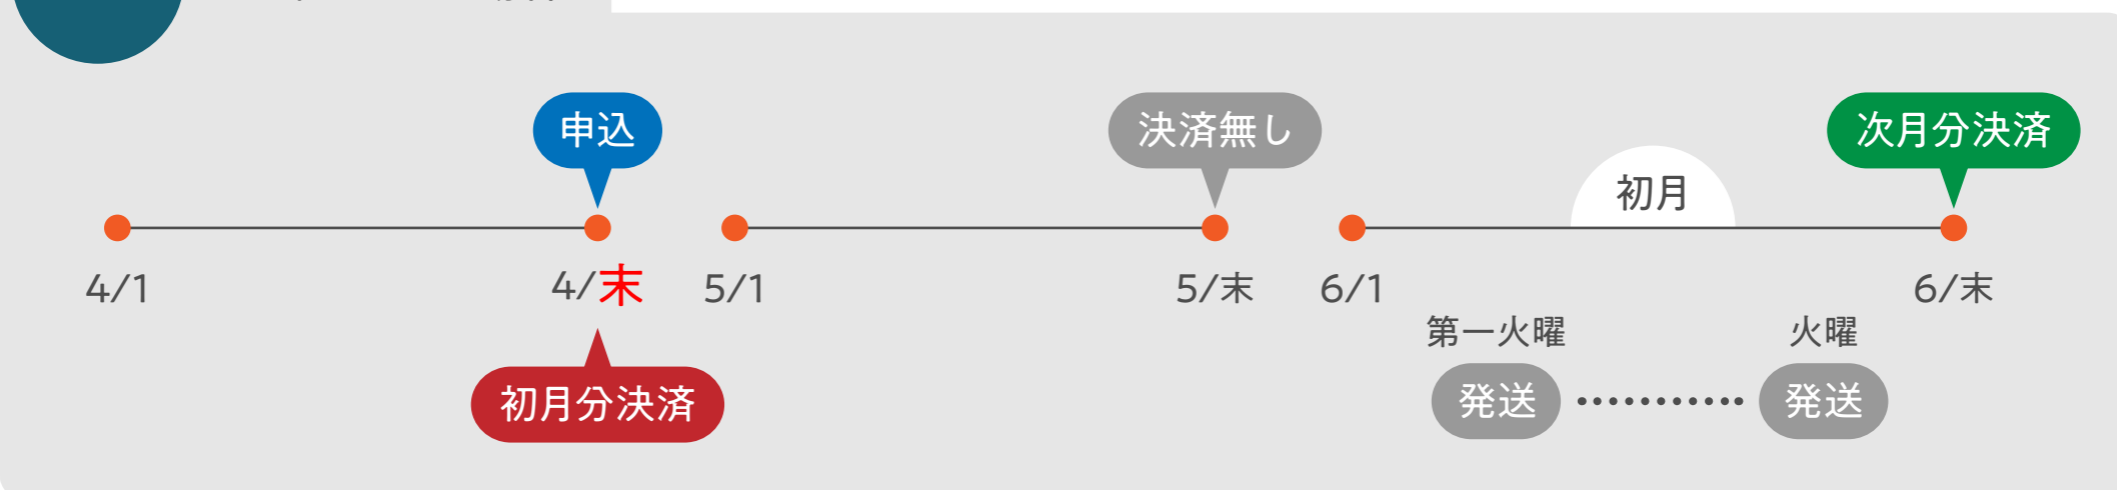 申込
決済無し
次月分決済
初月
4/1
4/末
5/1
5/末
6/1
6/末
第一火曜
火曜
初月分決済
発送
発送